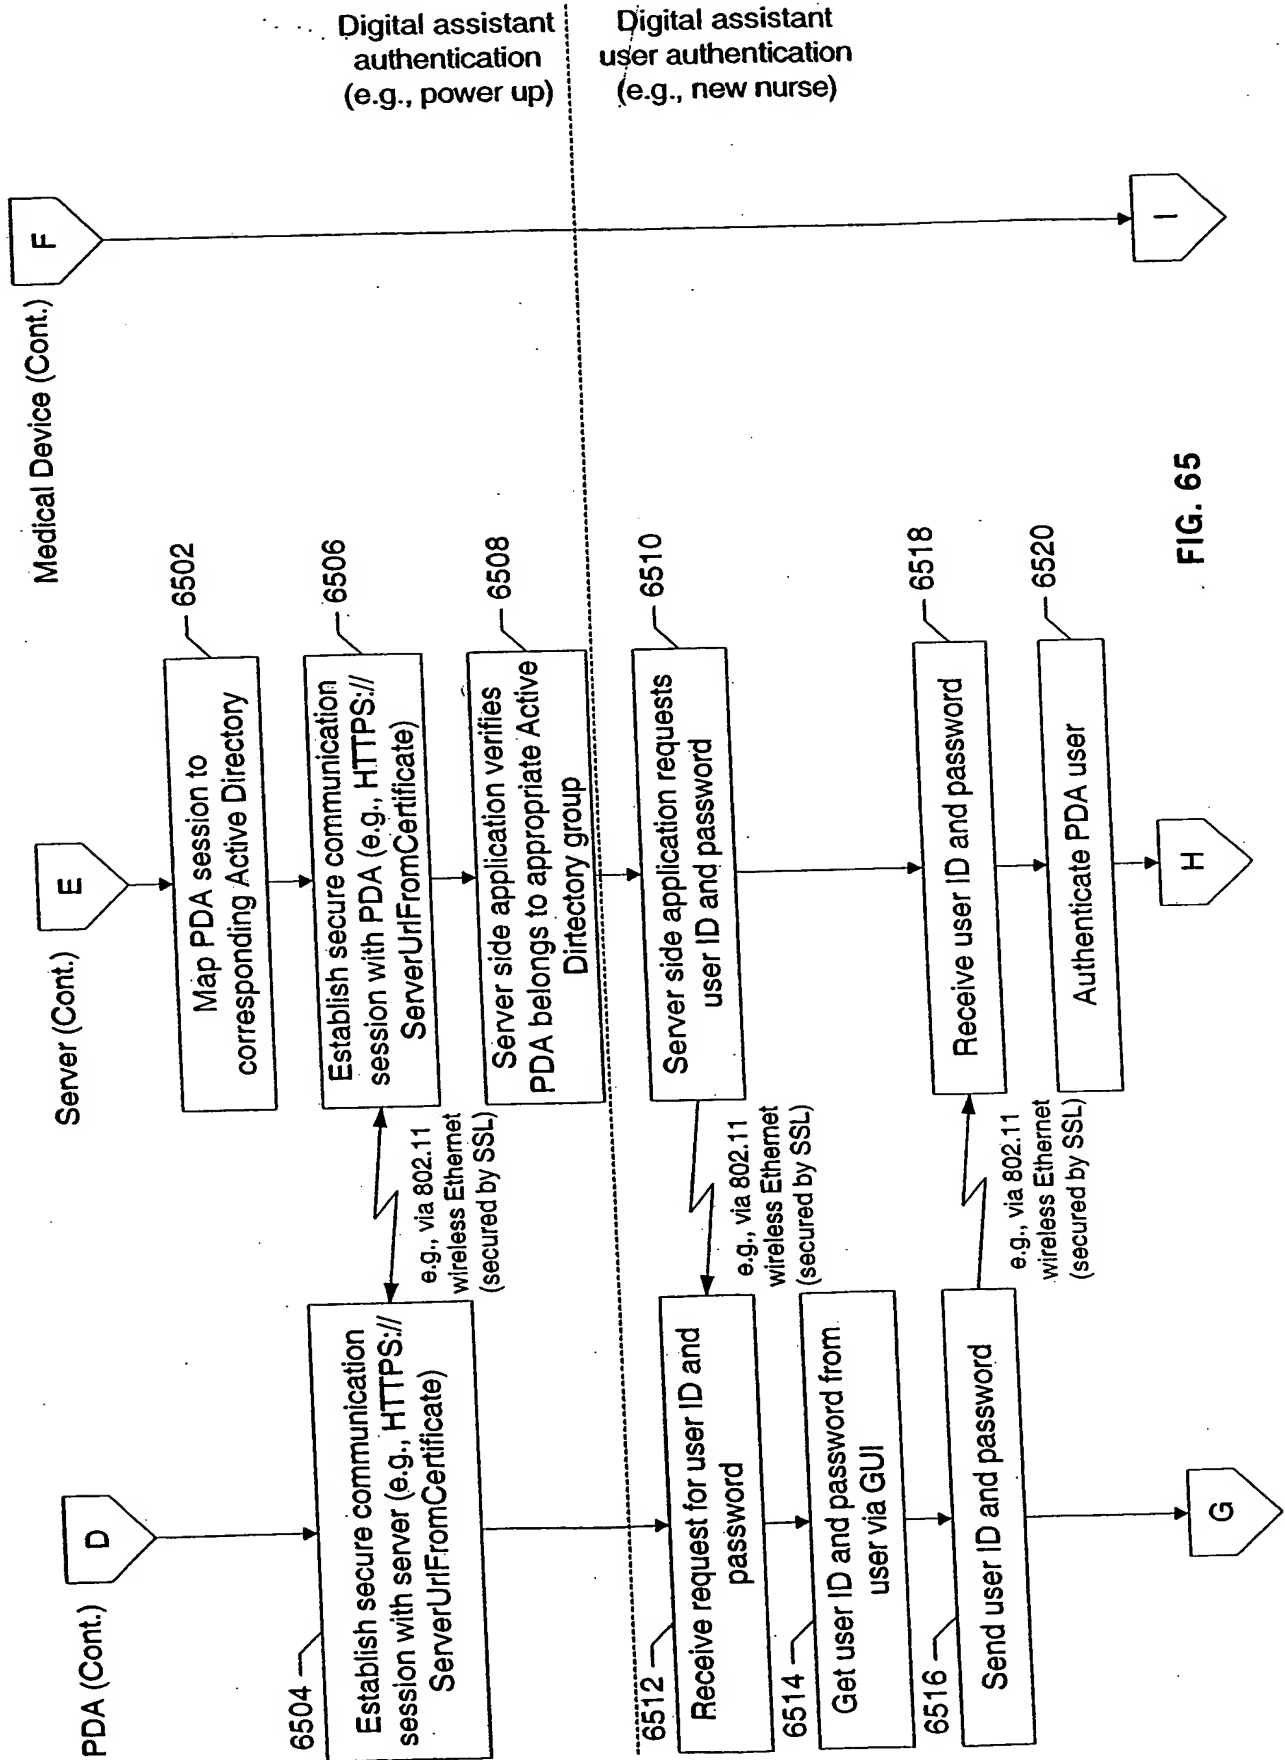 Digital assistant
authentication
(e.g., power up)
Digital assistant
user authentication
(e.g., new nurse)
PDA (Cont.)
D
6504
Establish secure communication
session with server (e.g., HTTPS://
ServerUrlFromCertificate)
6512
Receive request for user ID and
password
6514
Get user ID and password from
user via GUI
6516
Send user ID and password
G
Server (Cont.)
E
6502
Map PDA session to
corresponding Active Directory
6506
Establish secure communication
session with PDA (e.g., HTTPS://
ServerUrlFromCertificate)
e.g., via 802.11
wireless Ethernet
(secured by SSL)
6508
Server side application verifies
PDA belongs to appropriate Active
Dirtectory group
6510
Server side application requests
user ID and password
e.g., via 802.11
wireless Ethernet
(secured by SSL)
6518
Receive user ID and password
e.g., via 802.11
wireless Ethernet
(secured by SSL)
6520
Authenticate PDA user
H
Medical Device (Cont.)
F
I
FIG. 65